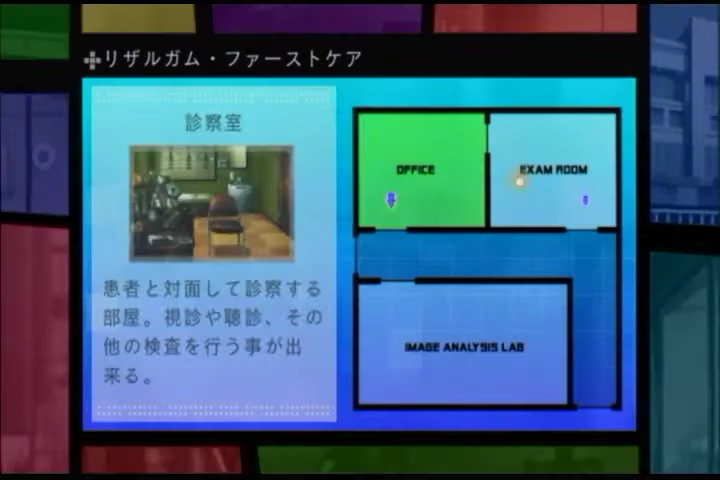 リザルガム・ファーストケア
診察室
患者と対面して診察する
部屋。視診や聴診、その
他の検査を行う事が出
来る。
OFFICE
EXAM ROOM
IMAGE ANALYSIS LAB